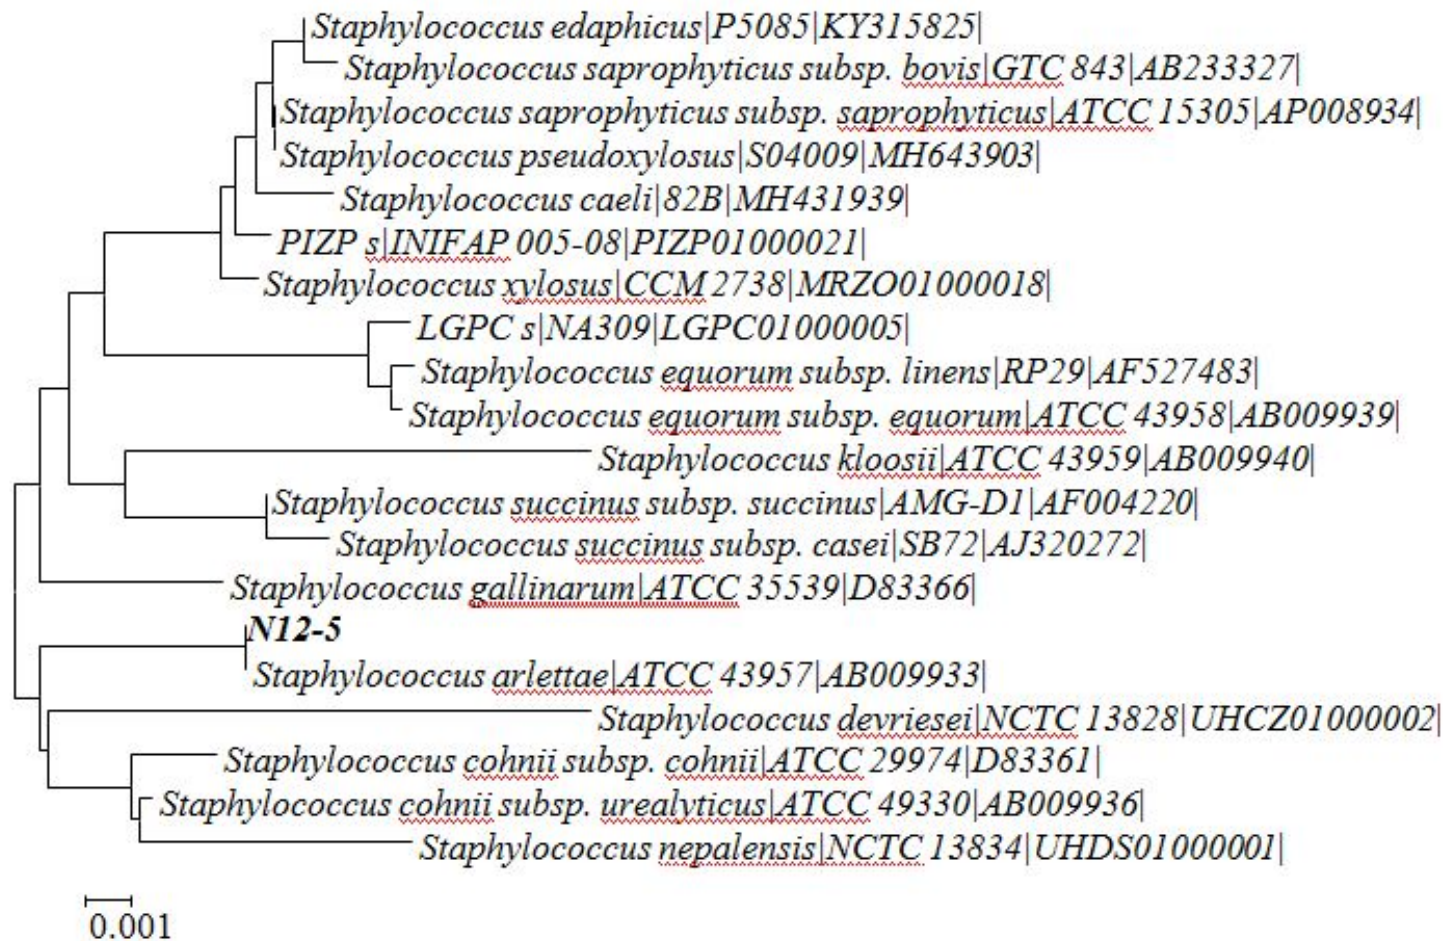 Staphylococcus edaphicus|P5085|KY315825|
Staphylococcus saprophyticus subsp. bovis|GTC 843|AB233327|
Staphylococcus saprophyticus subsp. saprophyticus|ATCC 15305|AP008934|
Staphylococcus pseudoxylosus|S04009|MH643903|
Staphylococcus caeli|82B|MH431939|
PIZP s|INIFAP 005-08|PIZP01000021|
Staphylococcus xylosus|CCM 2738|MRZO01000018|
LGPC s|NA309|LGPC01000005|
Staphylococcus equorum subsp. linens|RP29|AF527483|
Staphylococcus equorum subsp. equorum|ATCC 43958|AB009939|
Staphylococcus kloosii|ATCC 43959|AB009940|
Staphylococcus succinus subsp. succinus|AMG-D1|AF004220|
Staphylococcus succinus subsp. casei|SB72|AJ320272|
Staphylococcus gallinarum|ATCC 35539|D83366|
N12-5
Staphylococcus arlettae|ATCC 43957|AB009933|
Staphylococcus devriesei|NCTC 13828|UHCZ01000002|
Staphylococcus cohnii subsp. cohnii|ATCC 29974|D83361|
Staphylococcus cohnii subsp. urealyticus|ATCC 49330|AB009936|
Staphylococcus nepalensis|NCTC 13834|UHDS01000001|
0.001